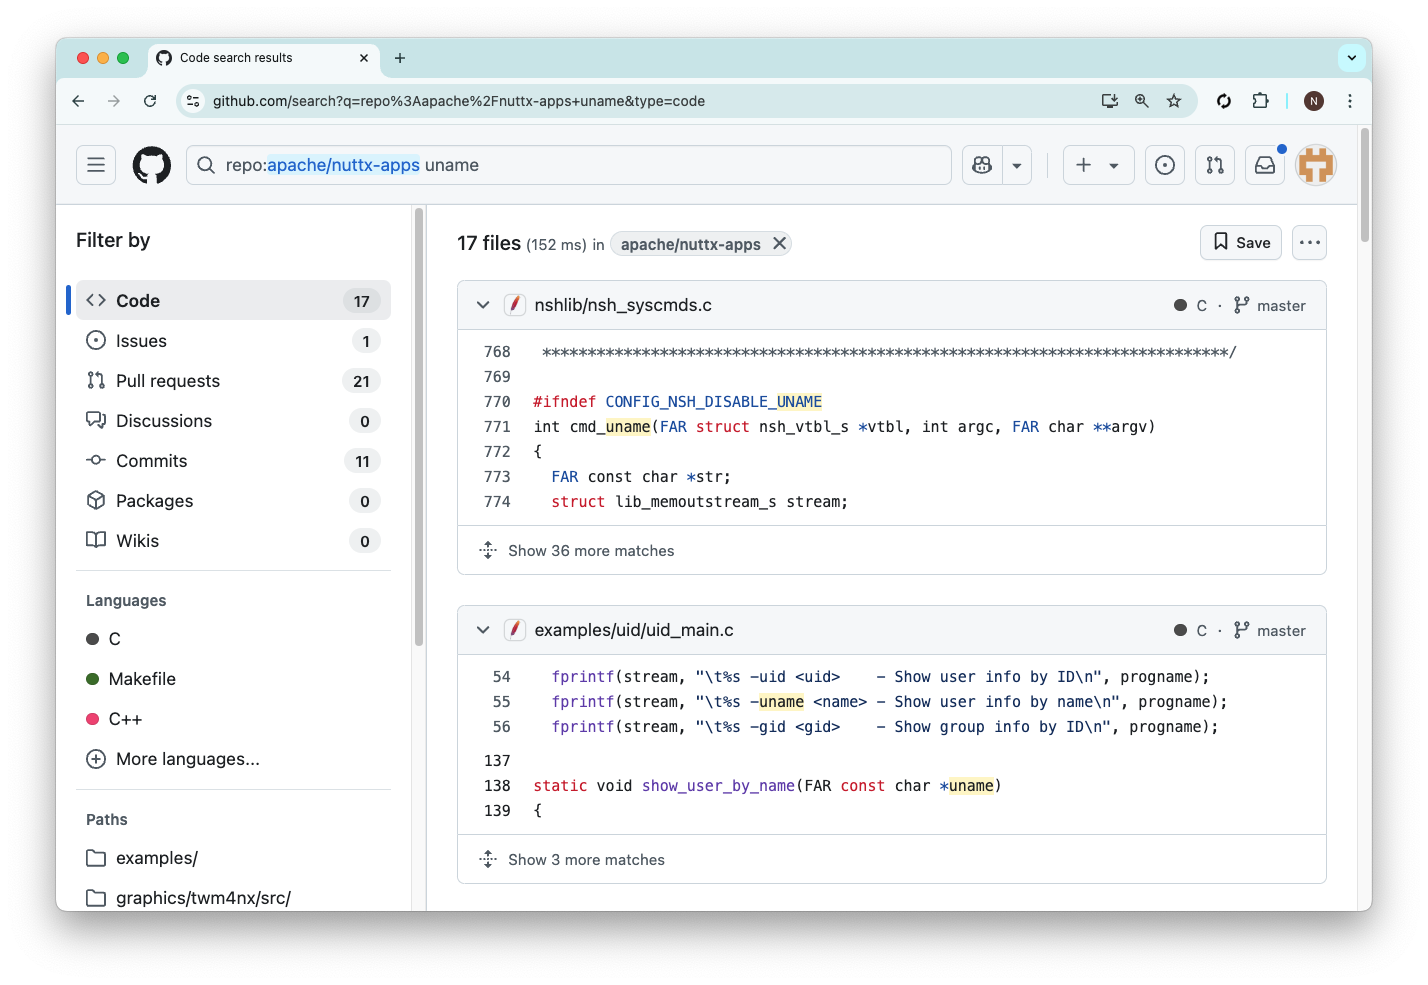 Code search results
github.com/search?q=repo%3Aapache%2Fnuttx-apps+uname&type=code
N
repo:apache/nuttx-apps uname
Filter by
Code 17
Issues 1
Pull requests 21
Discussions 0
Commits 11
Packages 0
Wikis 0
Languages
C
Makefile
C++
More languages...
Paths
examples/
graphics/twm4nx/src/
17 files (152 ms) in apache/nuttx-apps
Save
nshlib/nsh_syscmds.c C · master
768 ****************************************************************************/
769
770 #ifndef CONFIG_NSH_DISABLE_UNAME
771 int cmd_uname(FAR struct nsh_vtbl_s *vtbl, int argc, FAR char **argv)
772 {
773   FAR const char *str;
774   struct lib_memoutstream_s stream;
Show 36 more matches
examples/uid/uid_main.c C · master
54   fprintf(stream, "\t%s -uid <uid>    - Show user info by ID\n", progname);
55   fprintf(stream, "\t%s -uname <name> - Show user info by name\n", progname);
56   fprintf(stream, "\t%s -gid <gid>    - Show group info by ID\n", progname);
137
138 static void show_user_by_name(FAR const char *uname)
139 {
Show 3 more matches